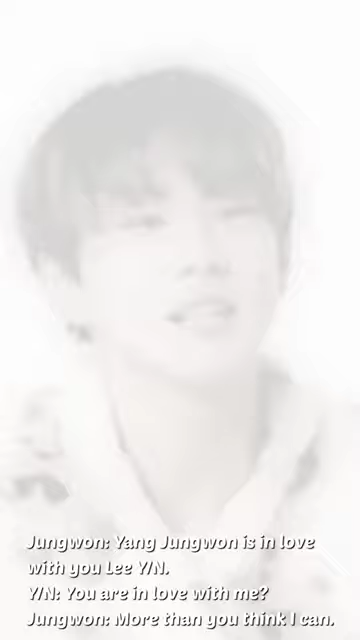 Jungwon: Yang Jungwon is in love
with you Lee Y/N.
Y/N: You are in love with me?
Jungwon: More than you think I can.